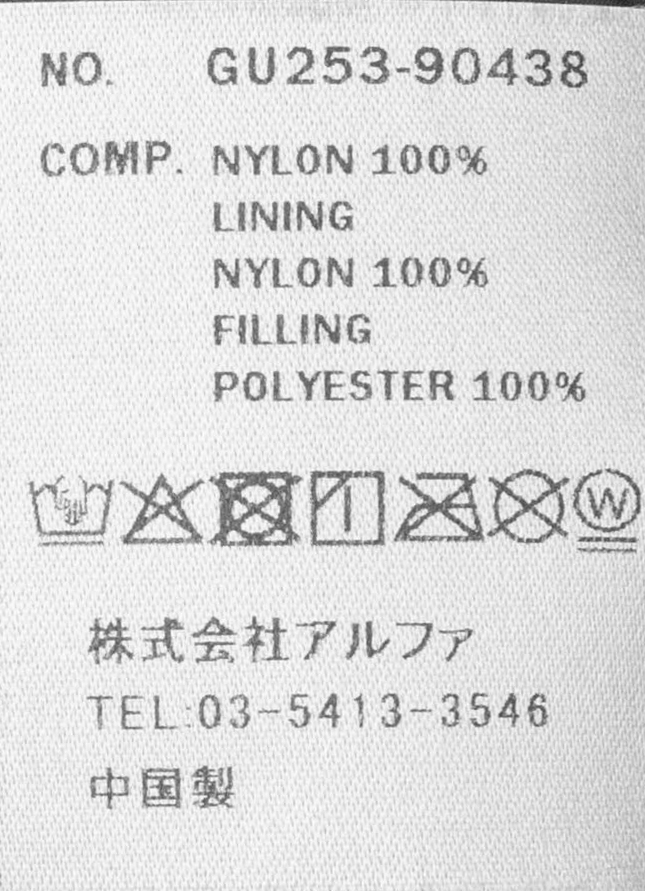 NO. GU253-90438
COMP. NYLON 100%
LINING
NYLON 100%
FILLING
POLYESTER 100%
W
株式会社アルファ
TEL:03-5413-3546
中国製